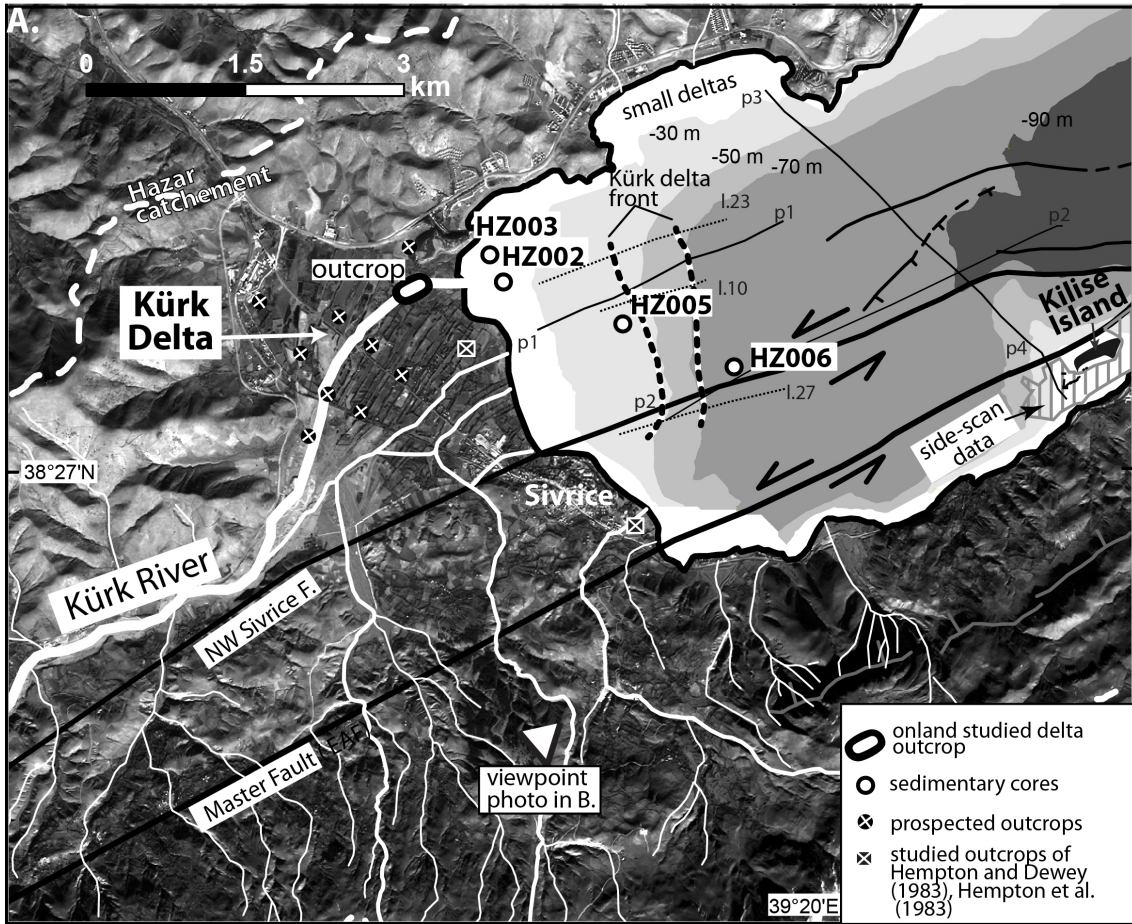 A.
0 1.5 3
km
small deltas
p3
-30 m
-50 m
-70 m
-90 m
Hazar
catchement
Kürk delta
front
l.23
p1
p2
HZ003
HZ002
outcrop
l.10
HZ005
Kilise
Island
Kürk
Delta
p1
p4
HZ006
p2
l.27
side-scan
data
38°27'N
Sivrice
Kürk River
NW Sivrice F.
Master Fault (EAF)
viewpoint
photo in B.
39°20'E
onland studied delta
outcrop
sedimentary cores
prospected outcrops
studied outcrops of
Hempton and Dewey
(1983), Hempton et al.
(1983)